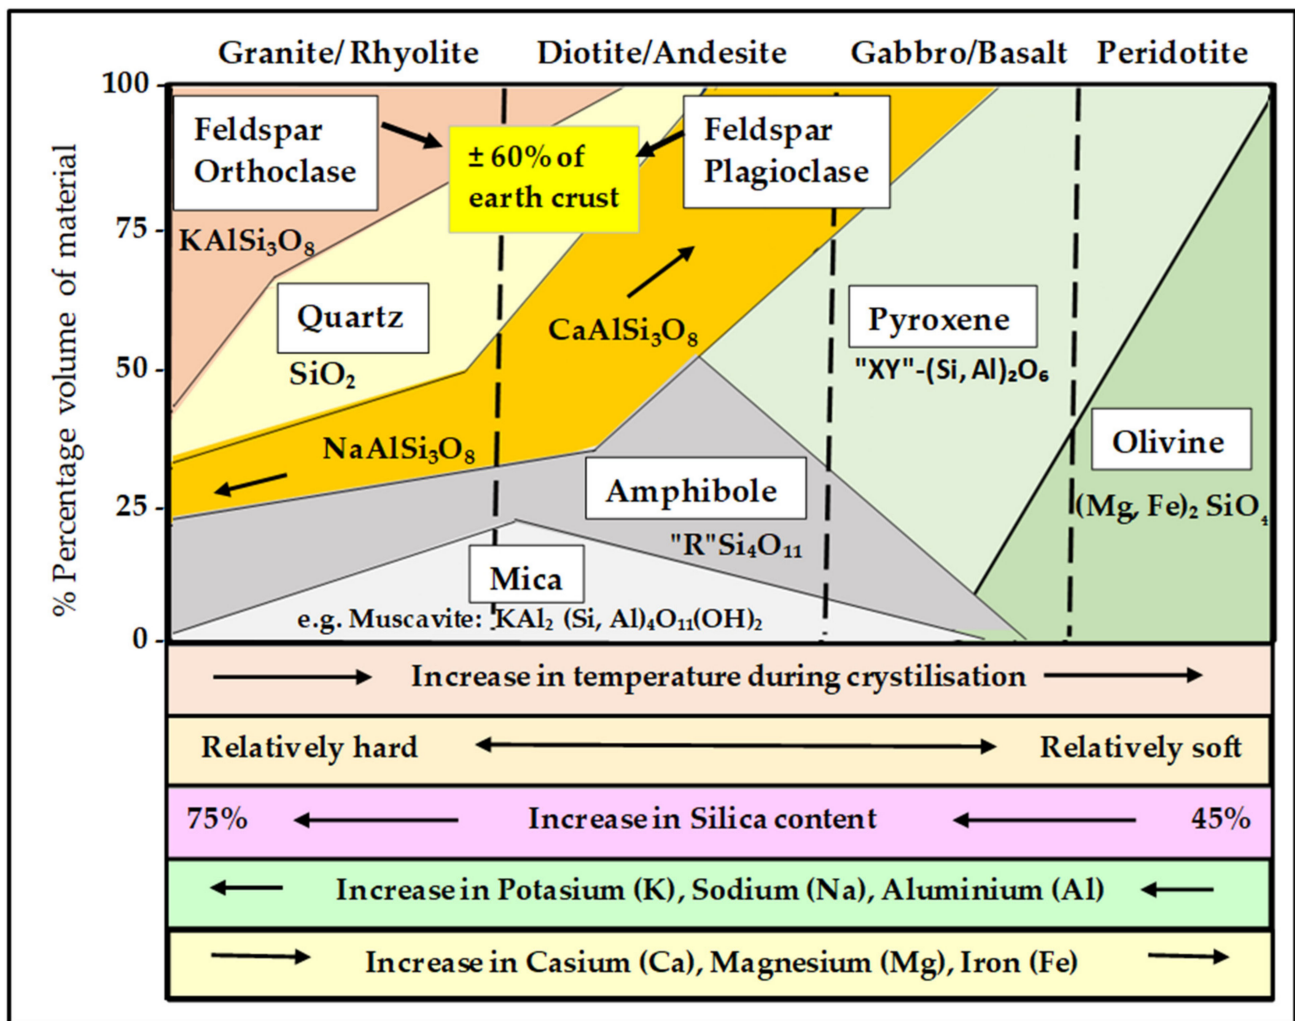 Granite/ Rhyolite Diotite/Andesite Gabbro/Basalt Peridotite
100
75
50
25
0
% Percentage volume of material
Feldspar
Orthoclase
KAlSi₃O₈
± 60% of
earth crust
Feldspar
Plagioclase
Quartz
SiO₂
CaAlSi₃O₈
NaAlSi₃O₈
Pyroxene
"XY"-(Si, Al)₂O₆
Olivine
(Mg, Fe)₂ SiO₄
Amphibole
"R"Si₄O₁₁
Mica
e.g. Muscavite: KAl₂ (Si, Al)₄O₁₁(OH)₂
Increase in temperature during crystilisation
Relatively hard Relatively soft
75% Increase in Silica content 45%
Increase in Potasium (K), Sodium (Na), Aluminium (Al)
Increase in Casium (Ca), Magnesium (Mg), Iron (Fe)